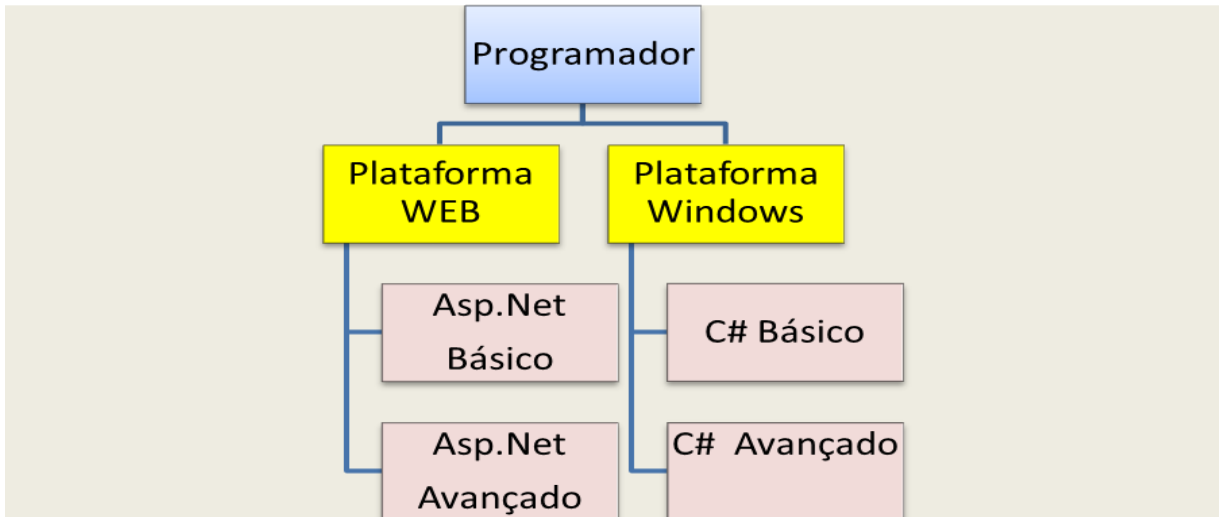 Programador
Plataforma
WEB
Plataforma
Windows
Asp.Net
Básico
C# Básico
Asp.Net
Avançado
C#  Avançado